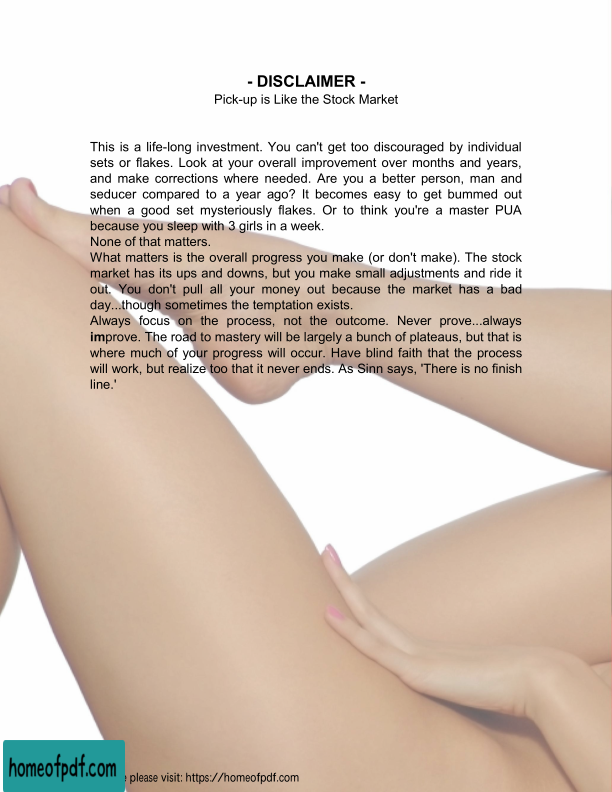 - DISCLAIMER -
Pick-up is Like the Stock Market
This is a life-long investment. You can't get too discouraged by individual
sets or flakes. Look at your overall improvement over months and years,
and make corrections where needed. Are you a better person, man and
seducer compared to a year ago? It becomes easy to get bummed out
when a good set mysteriously flakes. Or to think you're a master PUA
because you sleep with 3 girls in a week.
None of that matters.
What matters is the overall progress you make (or don't make). The stock
market has its ups and downs, but you make small adjustments and ride it
out. You don't pull all your money out because the market has a bad
day...though sometimes the temptation exists.
Always focus on the process, not the outcome. Never prove...always
improve. The road to mastery will be largely a bunch of plateaus, but that is
where much of your progress will occur. Have blind faith that the process
will work, but realize too that it never ends. As Sinn says, 'There is no finish
line.'
homeofpdf.com
please visit: https://homeofpdf.com